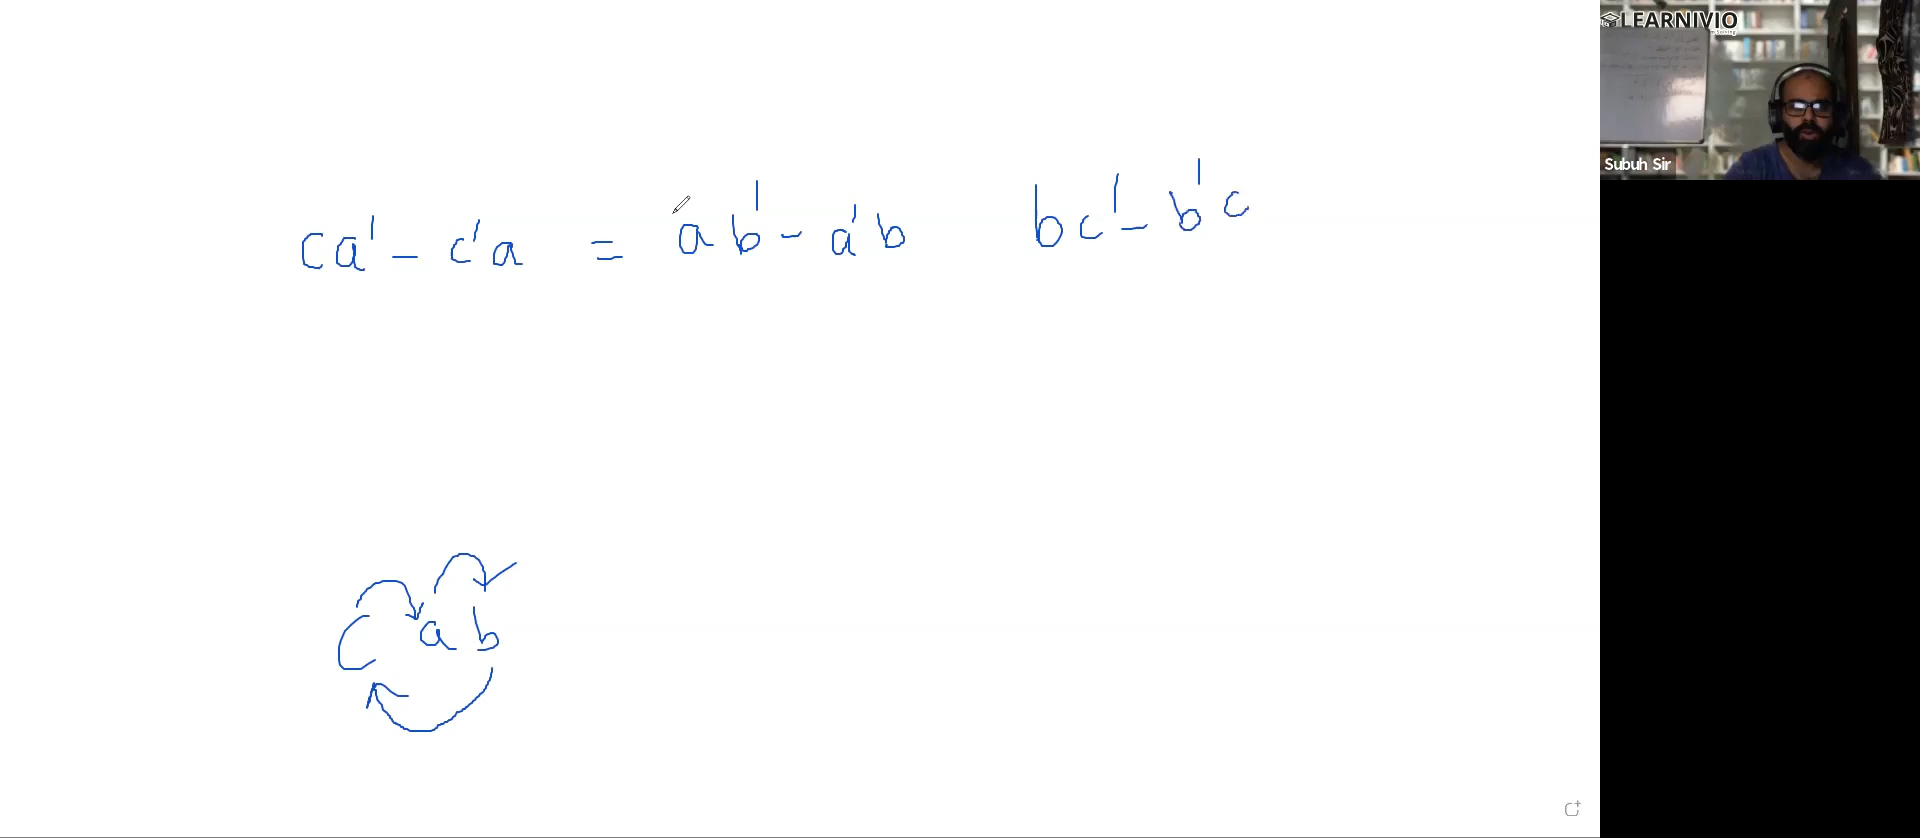 LEARNIVIO
Subuh Sir
ca' - c'a = ab' - a'b bc' - b'c
c a b